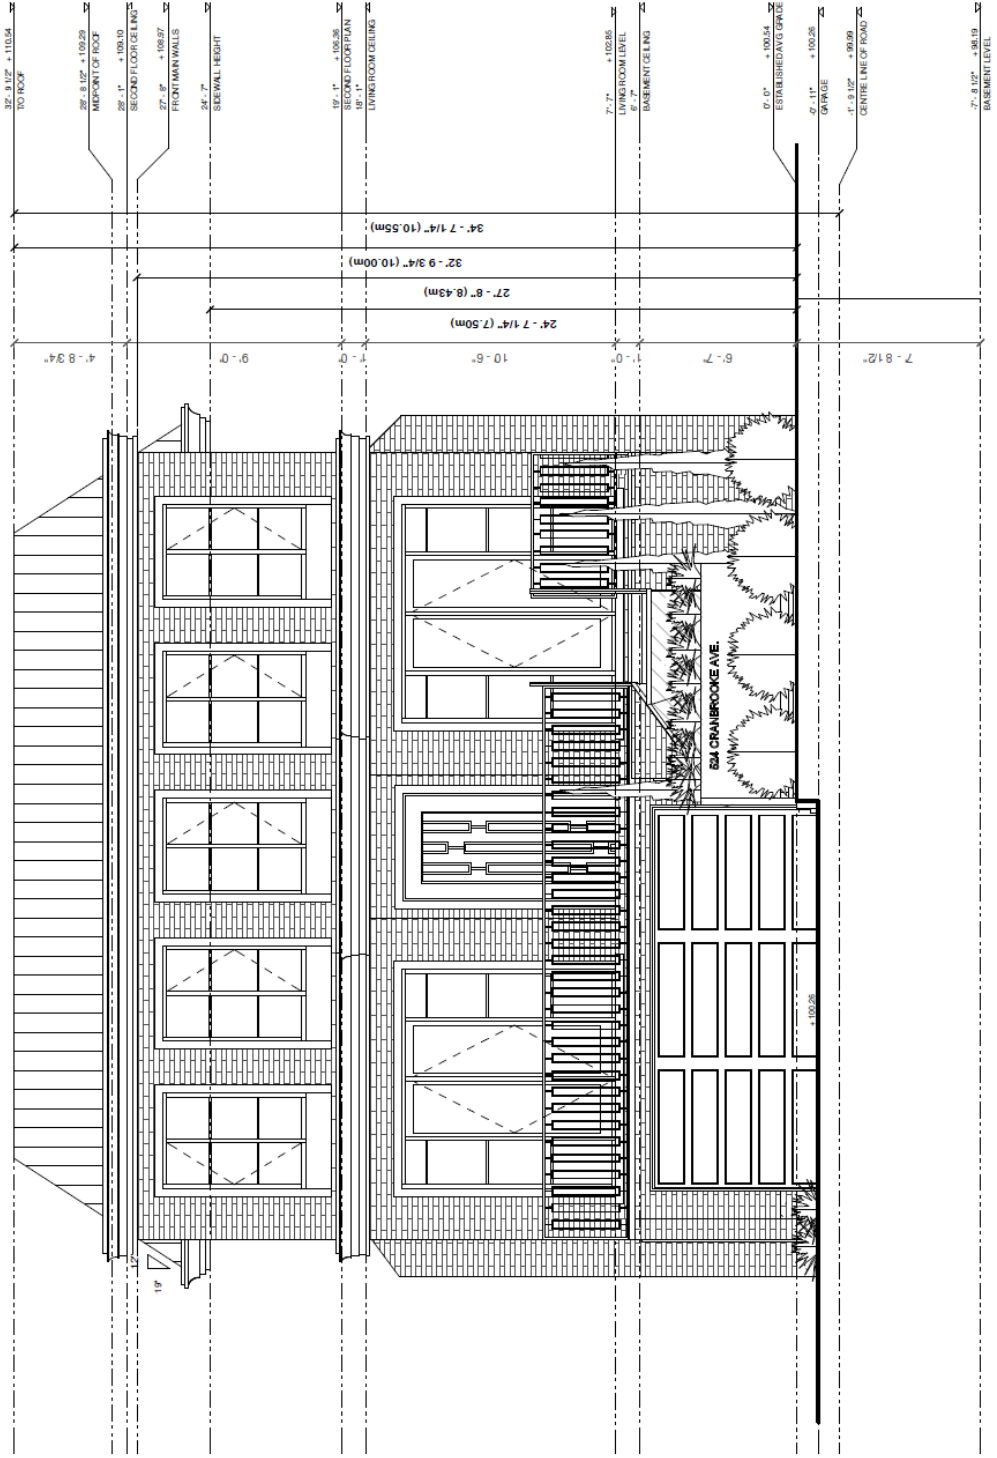 32'- 9 1/2" +110.54
T/O ROOF
28'- 8 1/2" +109.29
MIDPOINT OF ROOF
28'- 1" +109.10
SECOND FLOOR CEILING
27'- 8" +108.97
FRONT MAIN WALLS
24'- 7"
SIDEWALL HEIGHT
19'- 1" +106.36
SECOND FLOOR PLAN
18'- 1"
LIVING ROOM CEILING
7'- 7" +102.85
LIVING ROOM LEVEL
6'- 7"
BASEMENT CEILING
0'- 0" +100.54
ESTABLISHED AVG GRADE
-0'- 11" +100.26
GARAGE
-1'- 9 1/2" +99.99
CENTRE LINE OF ROAD
-7'- 8 1/2" +98.19
BASEMENT LEVEL
34'- 7 1/4" (10.55m)
32'- 9 3/4" (10.00m)
27'- 8" (8.43m)
24'- 7 1/4" (7.50m)
4'- 8 3/4"
9'- 0"
1'- 0"
10'- 6"
1'- 0"
6'- 7"
7'- 8 1/2"
524 CRANBROOKE AVE.
+100.26
12"
19"